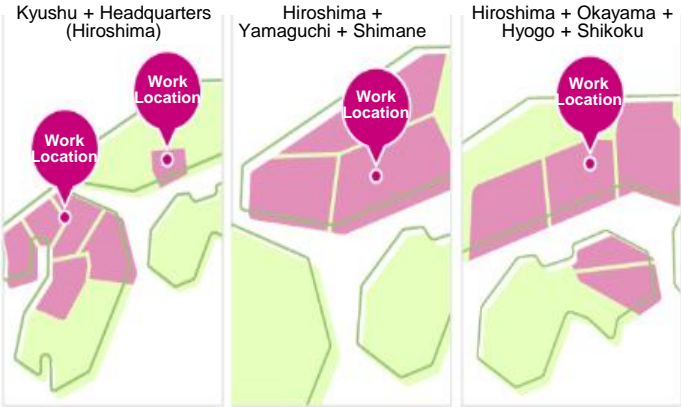 Kyushu + Headquarters
(Hiroshima)
Work
Location
Work
Location
Hiroshima +
Yamaguchi + Shimane
Work
Location
Hiroshima + Okayama +
Hyogo + Shikoku
Work
Location